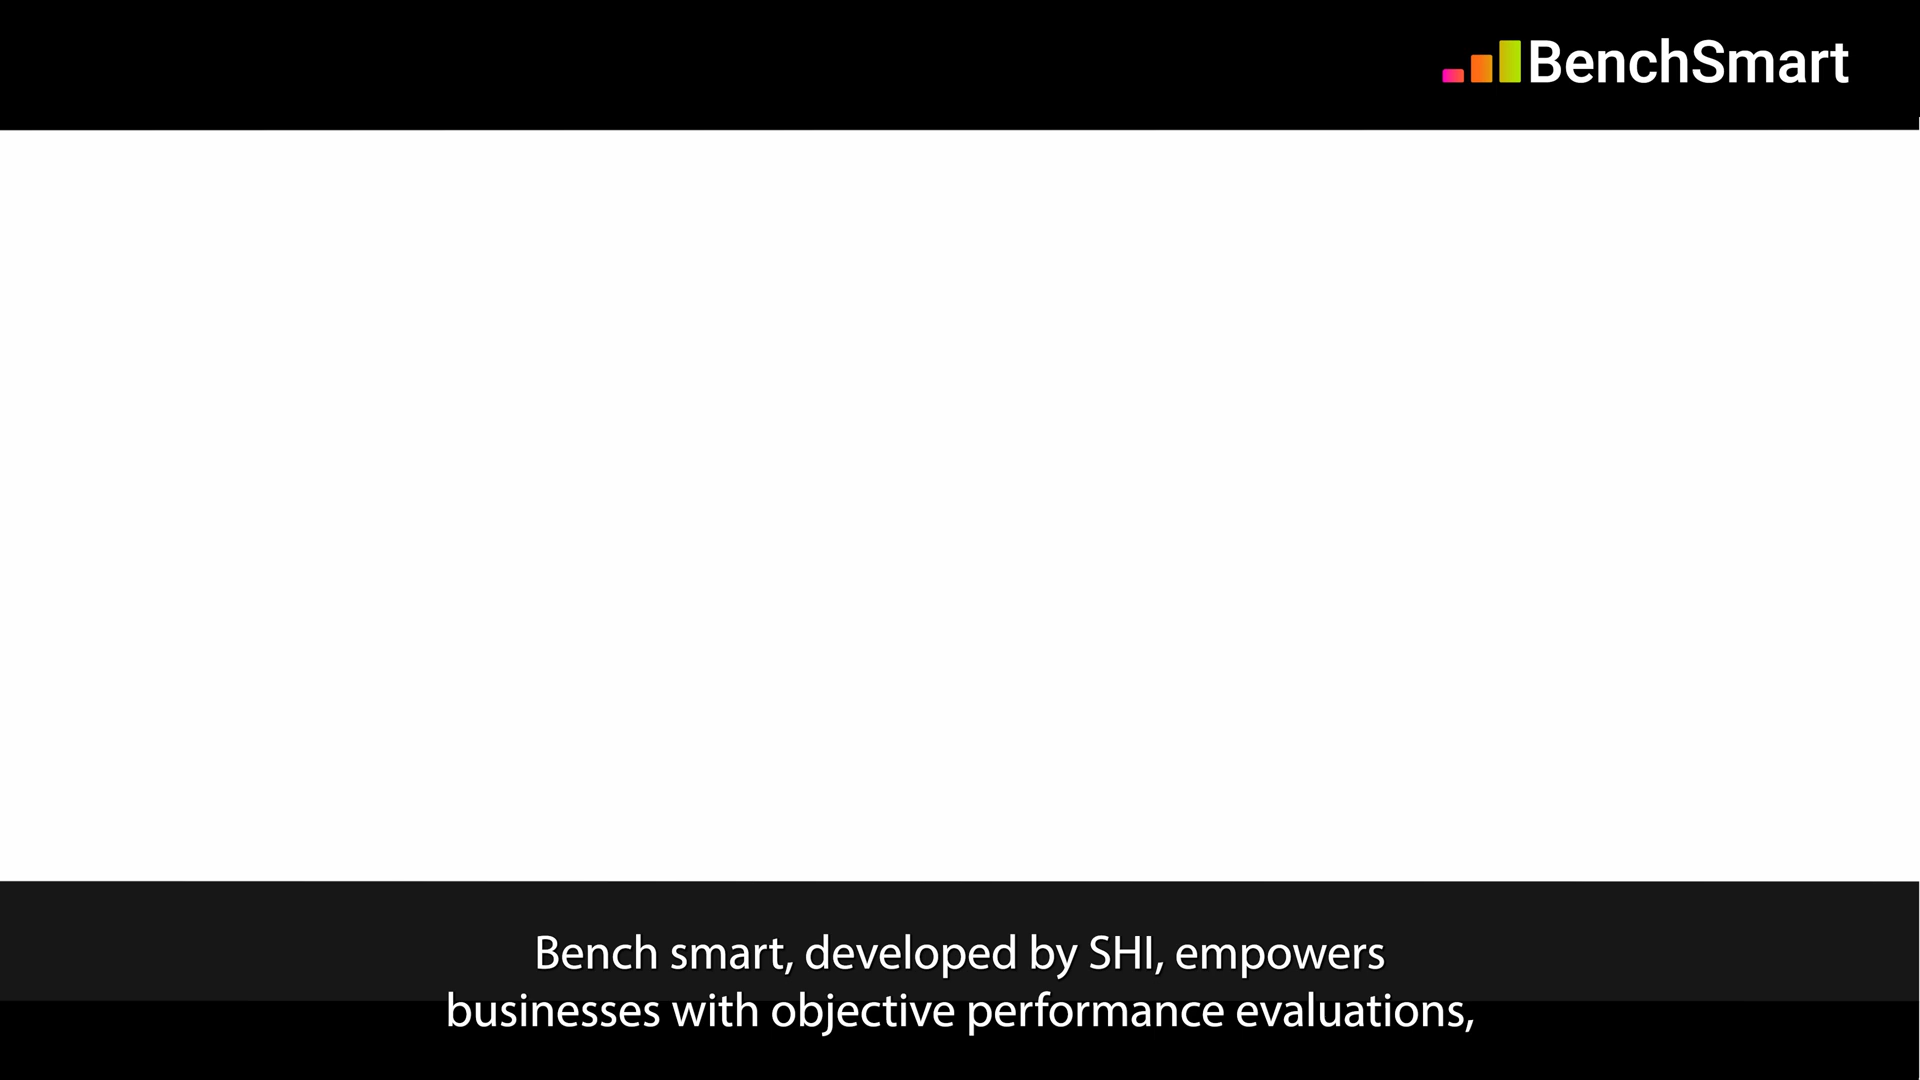 BenchSmart
Bench smart, developed by SHI, empowers
businesses with objective performance evaluations,